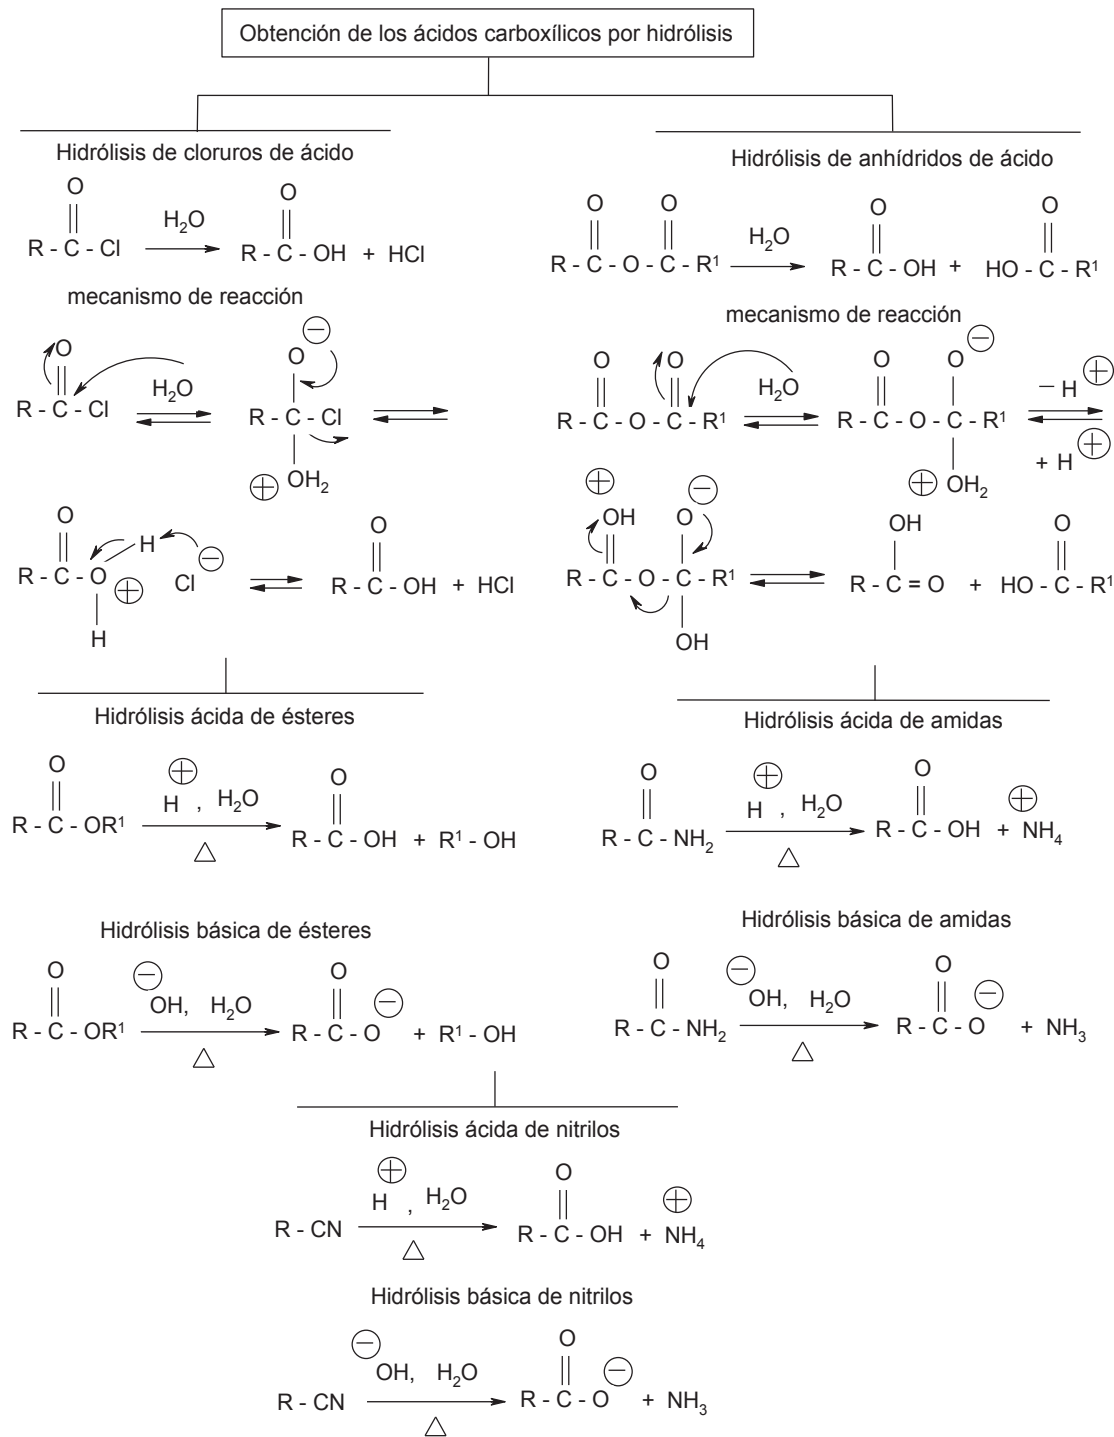 Obtención de los ácidos carboxílicos por hidrólisis
Hidrólisis de cloruros de ácido
O
O
H₂O
R - C - Cl
R - C - OH + HCl
mecanismo de reacción
O
⊖
O
H₂O
R - C - Cl
R - C - Cl
⊕ OH₂
O
H
⊖
O
R - C - O
⊕
Cl
R - C - OH + HCl
H
Hidrólisis de anhídridos de ácido
O O
O
O
H₂O
R - C - O - C - R¹
R - C - OH +
HO - C - R¹
mecanismo de reacción
O O
O
O ⊖
H₂O
− H ⊕
R - C - O - C - R¹
R - C - O - C - R¹
+ H ⊕
⊕ OH₂
⊕
⊖
OH
O
OH
O
R - C - O - C - R¹
R - C = O
+ HO - C - R¹
OH
Hidrólisis ácida de ésteres
O
⊕
H , H₂O
O
R - C - OR¹
R - C - OH + R¹ - OH
△
Hidrólisis básica de ésteres
O
⊖
OH, H₂O
O
⊖
R - C - OR¹
R - C - O + R¹ - OH
△
Hidrólisis ácida de amidas
O
⊕
H , H₂O
O
⊕
R - C - NH₂
R - C - OH + NH₄
△
Hidrólisis básica de amidas
O
⊖
OH, H₂O
O
⊖
R - C - NH₂
R - C - O + NH₃
△
Hidrólisis ácida de nitrilos
⊕
H , H₂O
O
⊕
R - CN
R - C - OH + NH₄
△
Hidrólisis básica de nitrilos
⊖
OH, H₂O
O
⊖
R - CN
R - C - O + NH₃
△